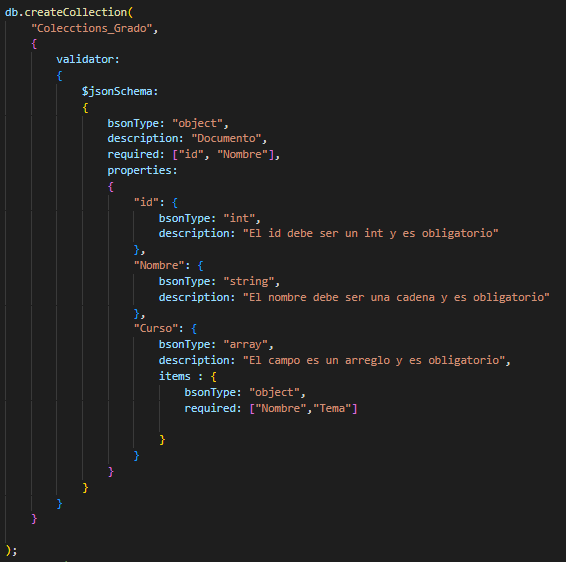 db.createCollection(
"Colecctions_Grado",
{
validator:
{
$jsonSchema:
{
bsonType: "object",
description: "Documento",
required: ["id", "Nombre"],
properties:
{
"id": {
bsonType: "int",
description: "El id debe ser un int y es obligatorio"
},
"Nombre": {
bsonType: "string",
description: "El nombre debe ser una cadena y es obligatorio"
},
"Curso": {
bsonType: "array",
description: "El campo es un arreglo y es obligatorio",
items : {
bsonType: "object",
required: ["Nombre","Tema"]
}
}
}
}
}
}
);